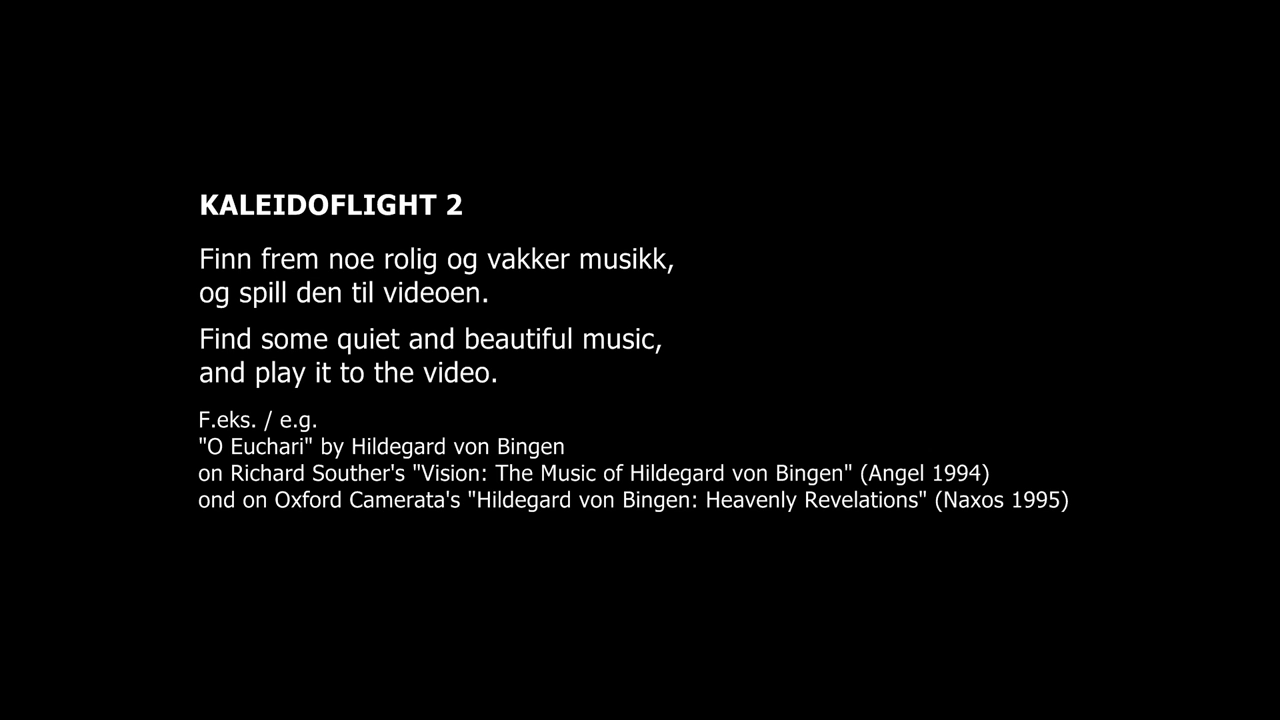 KALEIDOFLIGHT 2
Finn frem noe rolig og vakker musikk,
og spill den til videoen.
Find some quiet and beautiful music,
and play it to the video.
F.eks. / e.g.
"O Euchari" by Hildegard von Bingen
on Richard Souther's "Vision: The Music of Hildegard von Bingen" (Angel 1994)
ond on Oxford Camerata's "Hildegard von Bingen: Heavenly Revelations" (Naxos 1995)